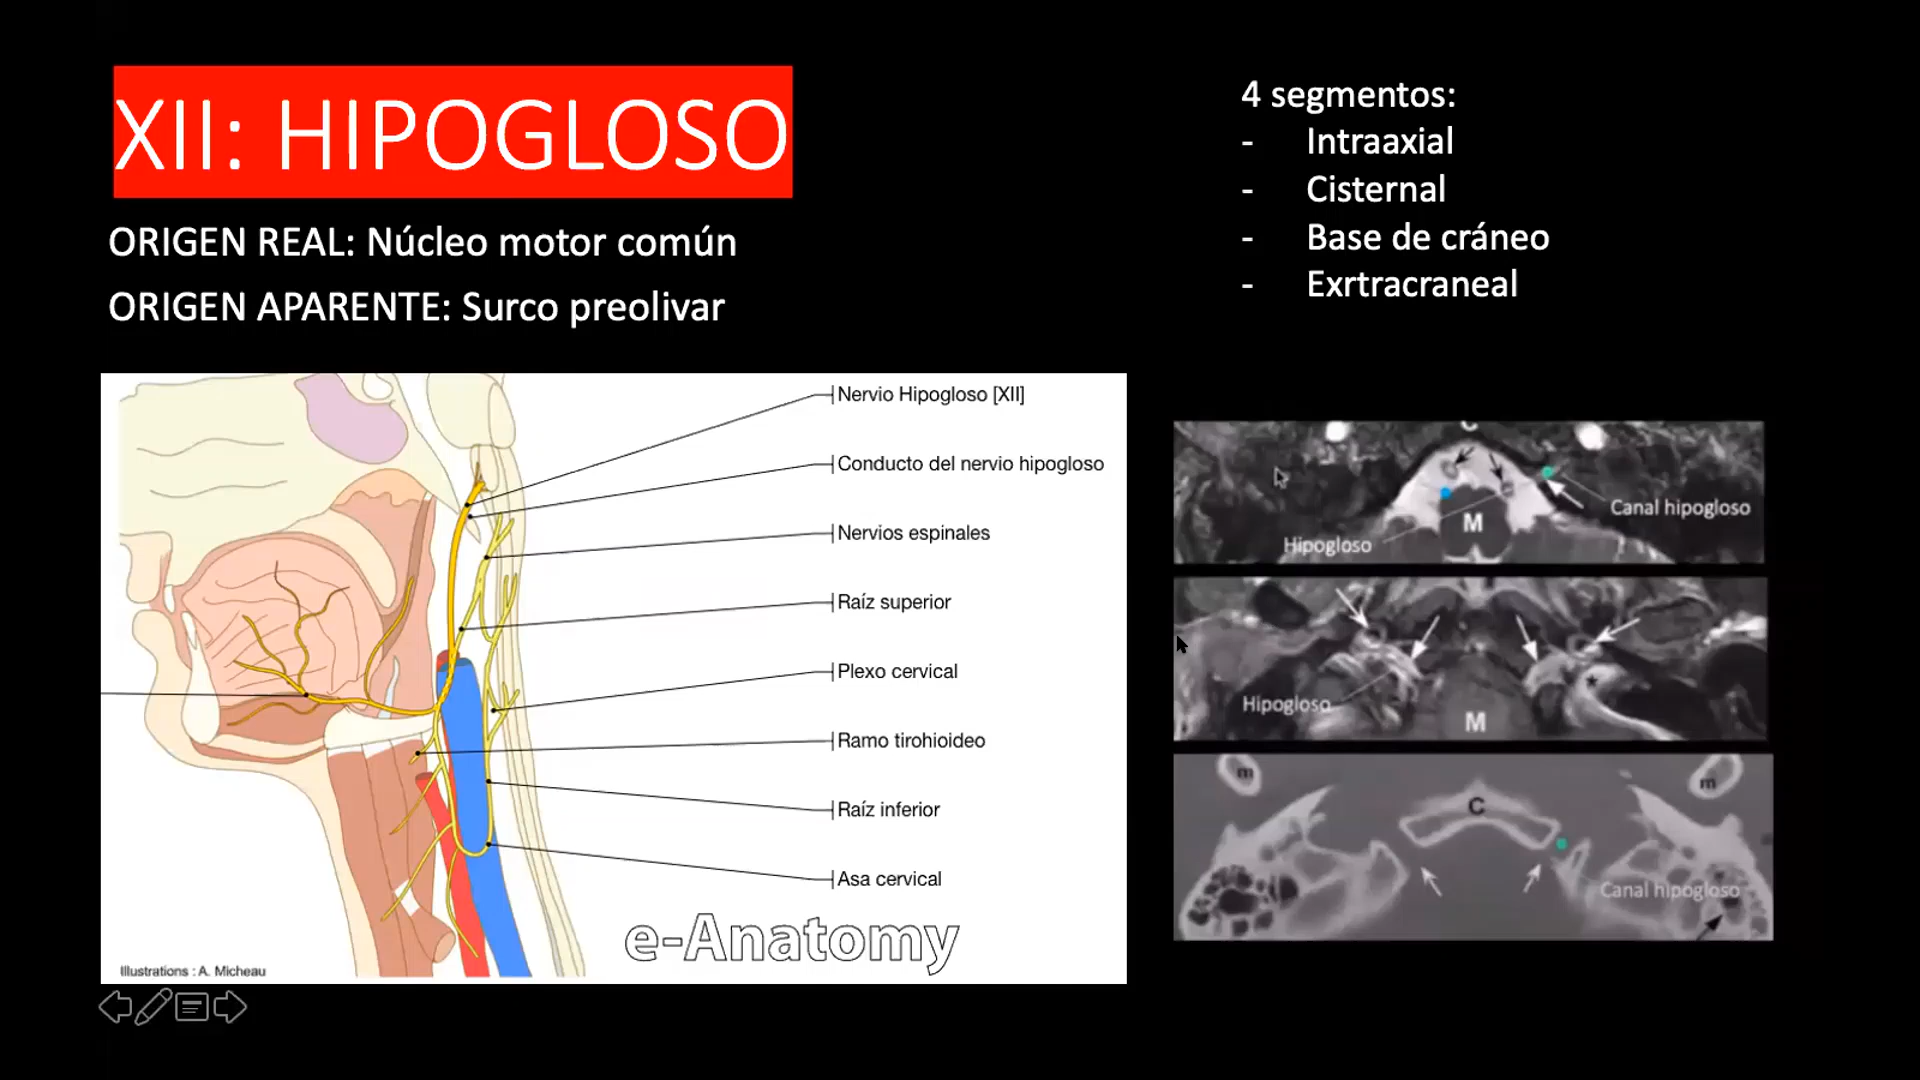 XII: HIPOGLOSO
ORIGEN REAL: Núcleo motor común
ORIGEN APARENTE: Surco preolivar
4 segmentos:
- Intraaxial
- Cisternal
- Base de cráneo
- Exrtracraneal
Nervio Hipogloso [XII]
Conducto del nervio hipogloso
Nervios espinales
Raíz superior
Plexo cervical
Ramo tirohioideo
Raíz inferior
Asa cervical
e-Anatomy
Illustrations : A. Micheau
C
Canal hipogloso
M
Hipogloso
Hipogloso
M
m
m
C
Canal hipogloso